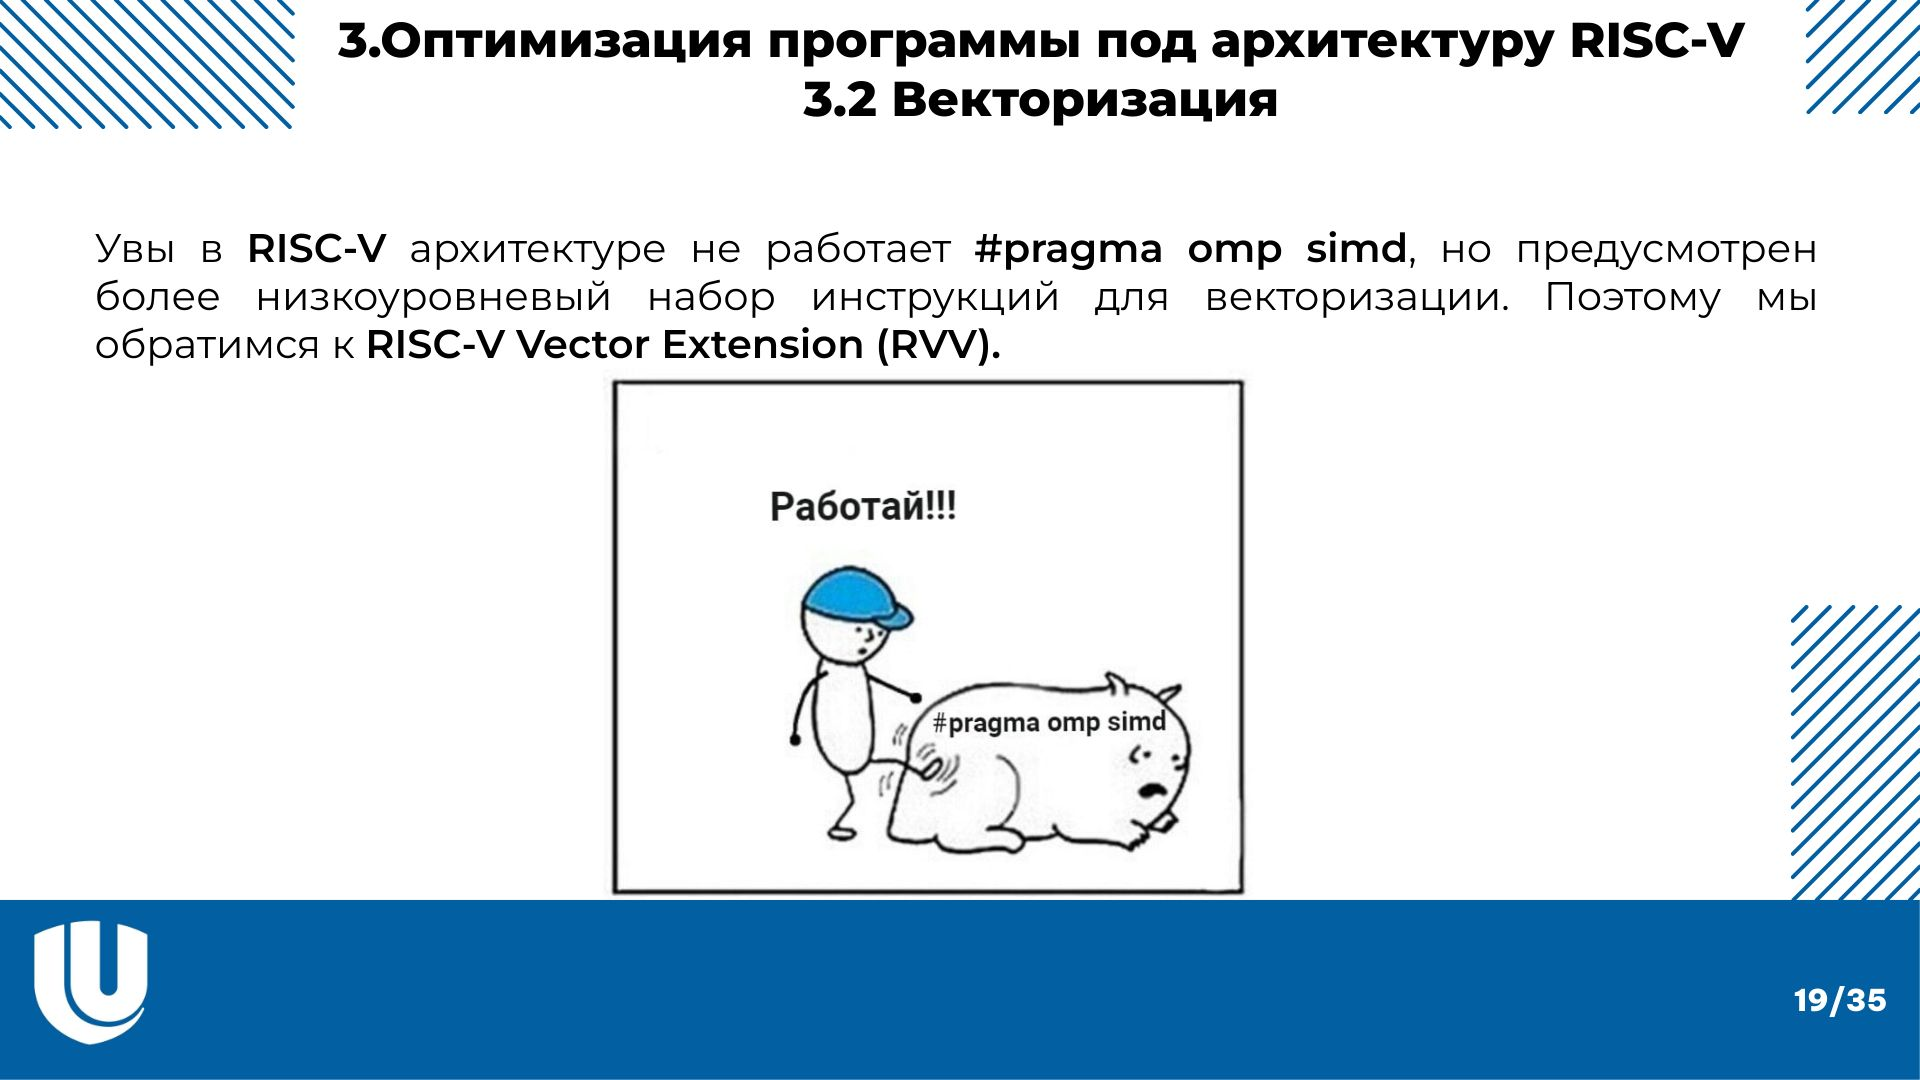 3.Оптимизация программы под архитектуру RISC-V
3.2 Векторизация
Увы в RISC-V архитектуре не работает #pragma omp simd, но предусмотрен
более низкоуровневый набор инструкций для векторизации. Поэтому мы
обратимся к RISC-V Vector Extension (RVV).
Работай!!!
#pragma omp simd
19/35